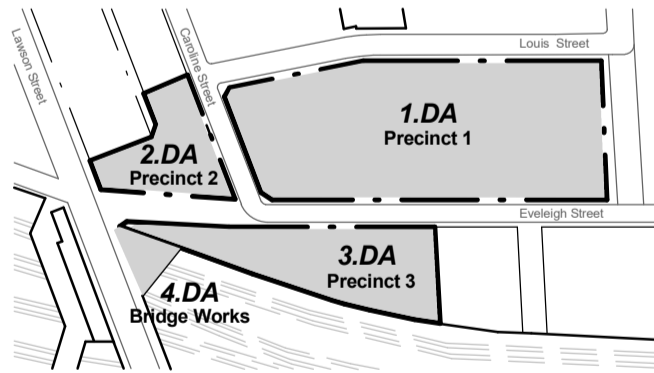 Lawson Street
Caroline Street
Louis Street
1.DA
Precinct 1
2.DA
Precinct 2
Eveleigh Street
3.DA
Precinct 3
4.DA
Bridge Works